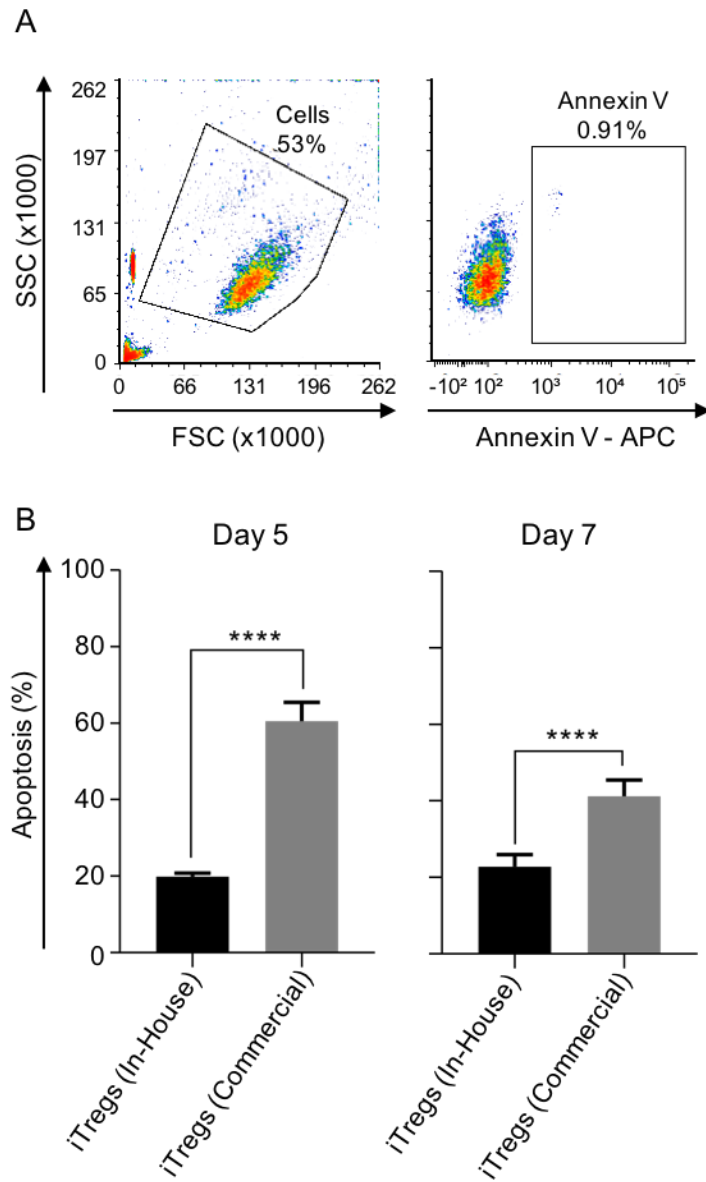 A
SSC (x1000)
262
197
131
65
0
Cells
53%
0 66 131 196 262
FSC (x1000)
Annexin V
0.91%
-10² 10² 10³ 10⁴ 10⁵
Annexin V - APC
B
Day 5
Day 7
Apoptosis (%)
100
80
60
40
20
0
****
****
iTregs (In-House)
iTregs (Commercial)
iTregs (In-House)
iTregs (Commercial)